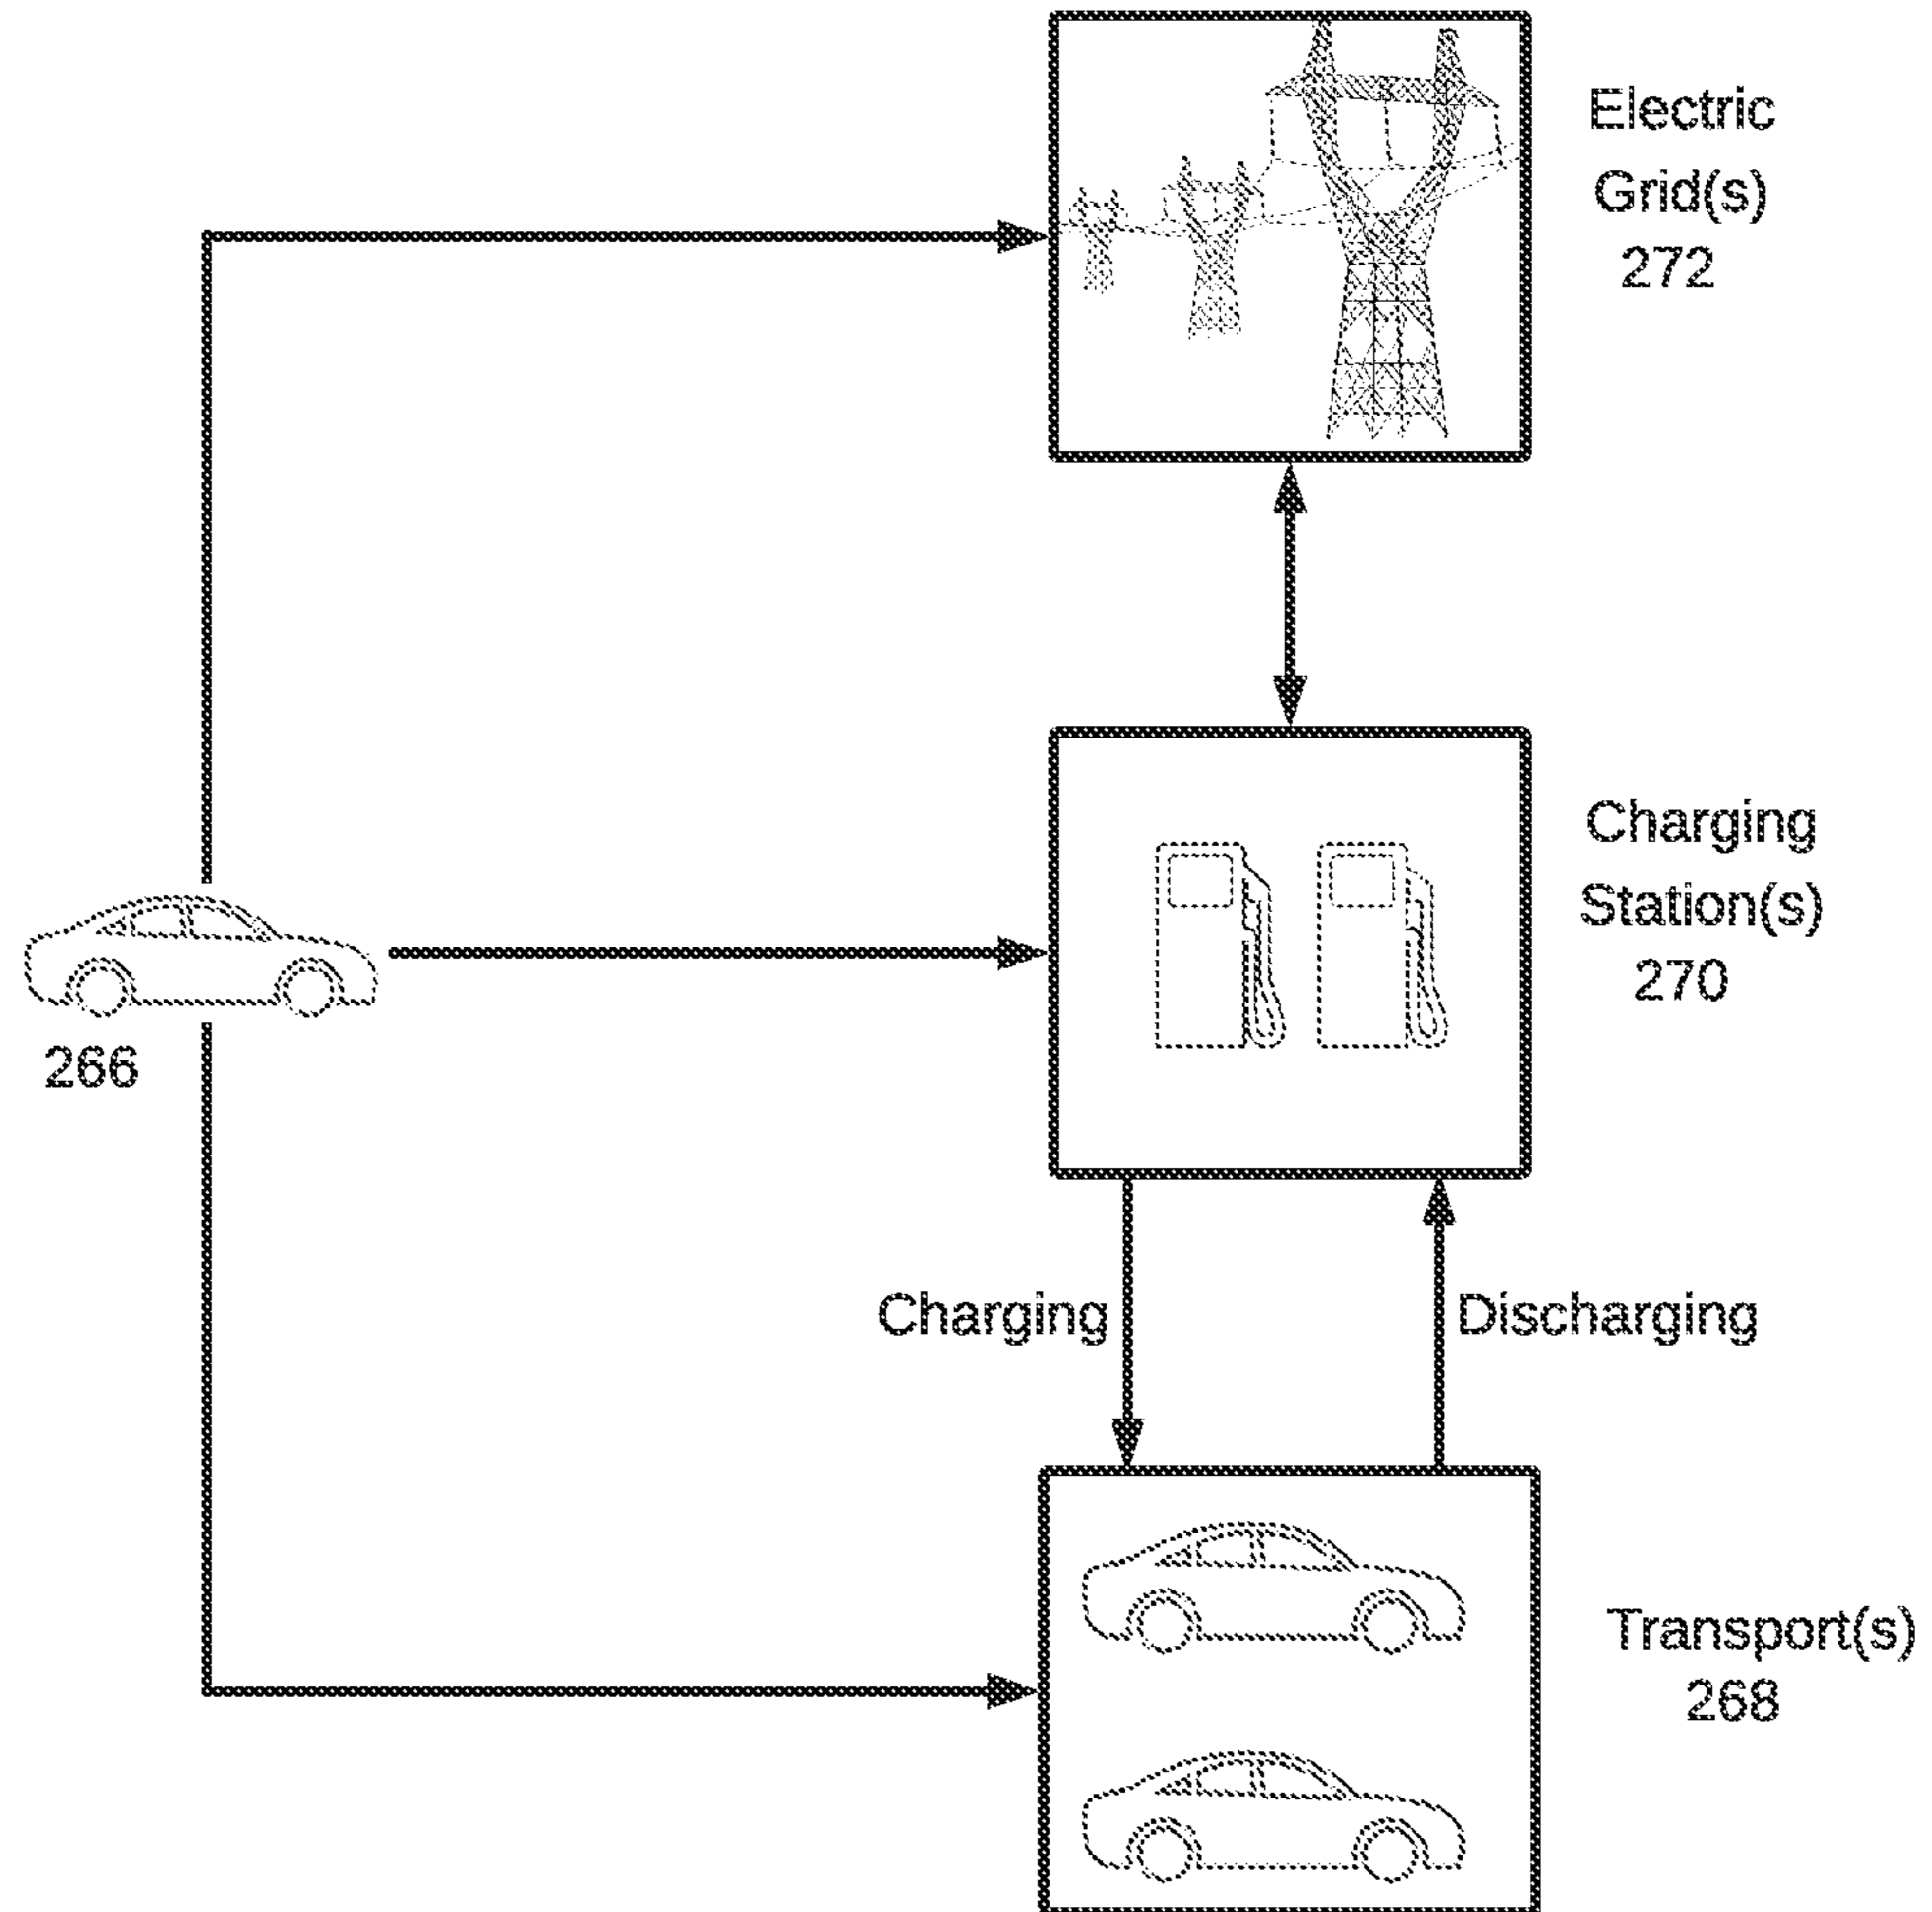 Electric
Grid(s)
272
Charging
Station(s)
270
266
Charging
Discharging
Transport(s)
268